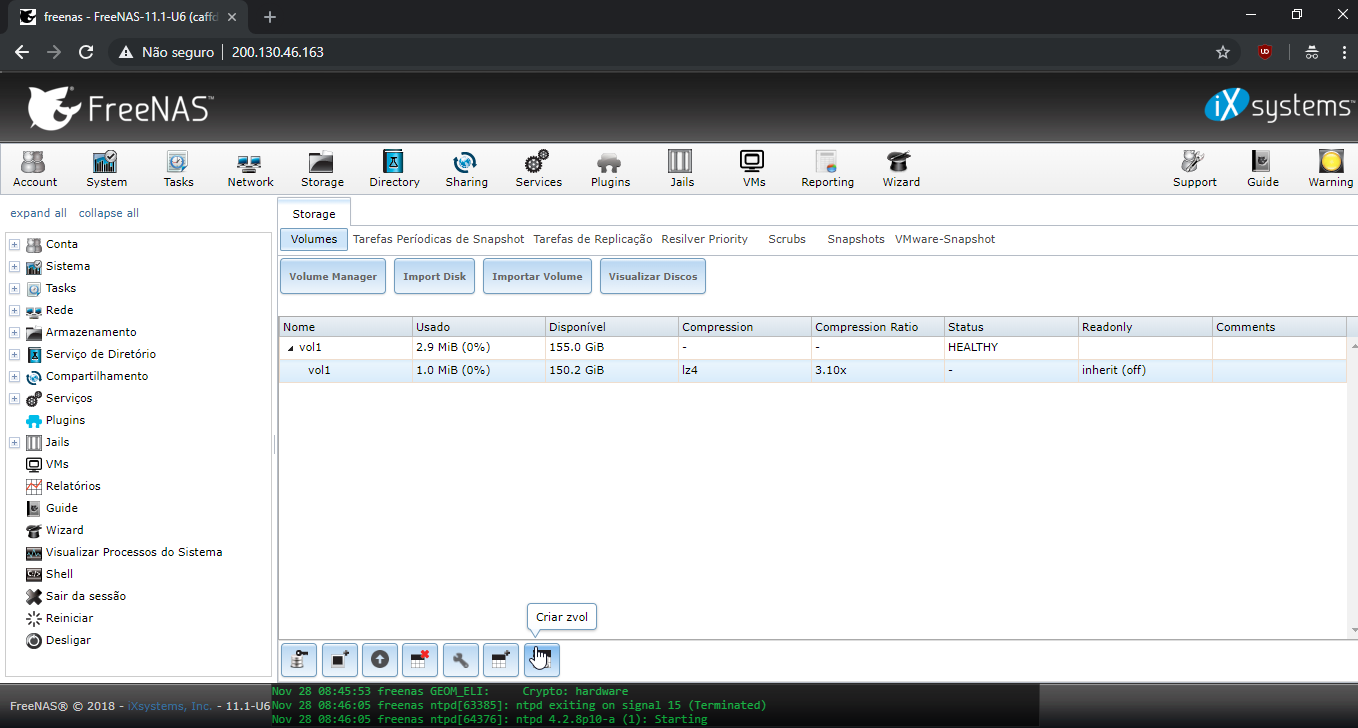 freenas - FreeNAS-11.1-U6 (caffd
Não seguro | 200.130.46.163
UD
FreeNAS™
iXsystems™
Account System Tasks Network Storage Directory Sharing Services Plugins Jails VMs Reporting Wizard Support Guide Warning
expand all collapse all
Conta
Sistema
Tasks
Rede
Armazenamento
Serviço de Diretório
Compartilhamento
Serviços
Plugins
Jails
VMs
Relatórios
Guide
Wizard
Visualizar Processos do Sistema
Shell
Sair da sessão
Reiniciar
Desligar
Storage
Volumes Tarefas Períodicas de Snapshot Tarefas de Replicação Resilver Priority Scrubs Snapshots VMware-Snapshot
Volume Manager Import Disk Importar Volume Visualizar Discos
Nome Usado Disponível Compression Compression Ratio Status Readonly Comments
vol1 2.9 MiB (0%) 155.0 GiB - - HEALTHY
vol1 1.0 MiB (0%) 150.2 GiB lz4 3.10x - inherit (off)
Criar zvol
FreeNAS® © 2018 - iXsystems, Inc. - 11.1-U6
Nov 28 08:45:53 freenas GEOM_ELI: Crypto: hardware
Nov 28 08:46:05 freenas ntpd[63385]: ntpd exiting on signal 15 (Terminated)
Nov 28 08:46:05 freenas ntpd[64376]: ntpd 4.2.8p10-a (1): Starting